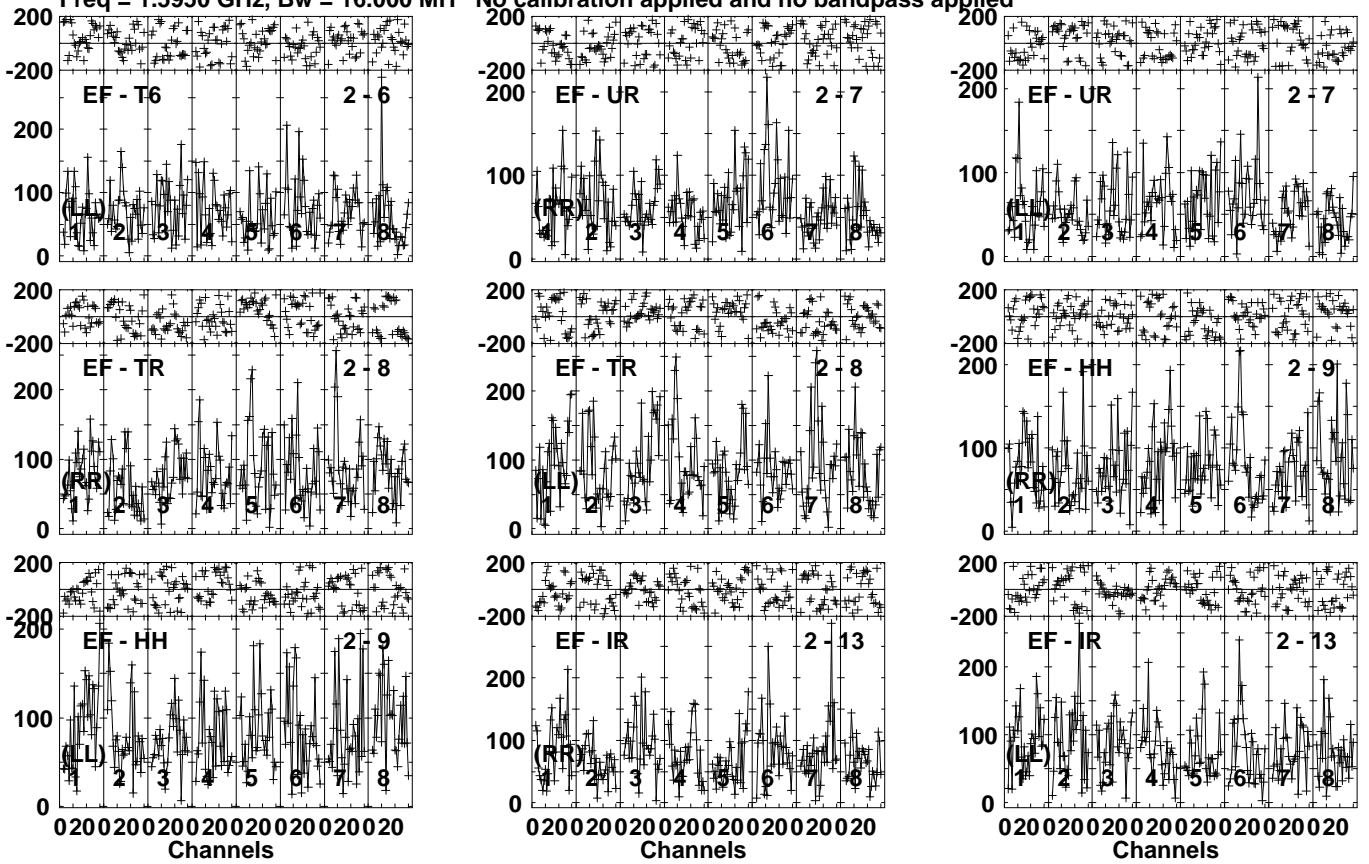 Freq = 1.5950 GHz, Bw = 16.000 MH No calibration applied and no bandpass applied
200 200 200
-200 -200 -200
EF - T6 2 - 6 EF - UR 2 - 7 EF - UR 2 - 7
200 200 200
100 100 100
(LL) (RR) (LL)
1 2 3 4 5 6 7 8 1 2 3 4 5 6 7 8 1 2 3 4 5 6 7 8
0 0 0
200 200 200
-200 -200 -200
EF - TR 2 - 8 EF - TR 2 - 8 EF - HH 2 - 9
200 200 200
100 100 100
(RR) (LL) (RR)
1 2 3 4 5 6 7 8 1 2 3 4 5 6 7 8 1 2 3 4 5 6 7 8
0 0 0
200 200 200
-200 -200 -200
200
EF - HH 2 - 9 EF - IR 2 - 13 EF - IR 2 - 13
200 200
100 100 100
(LL) (RR) (LL)
1 2 3 4 5 6 7 8 1 2 3 4 5 6 7 8 1 2 3 4 5 6 7 8
0 0 0
0 20 0 20 0 20 0 20 0 20 0 20 0 20 0 20 0 20 0 20 0 20 0 20 0 20 0 20 0 20 0 20 0 20 0 20 0 20 0 20 0 20 0 20 0 20 0 20
Channels Channels Channels